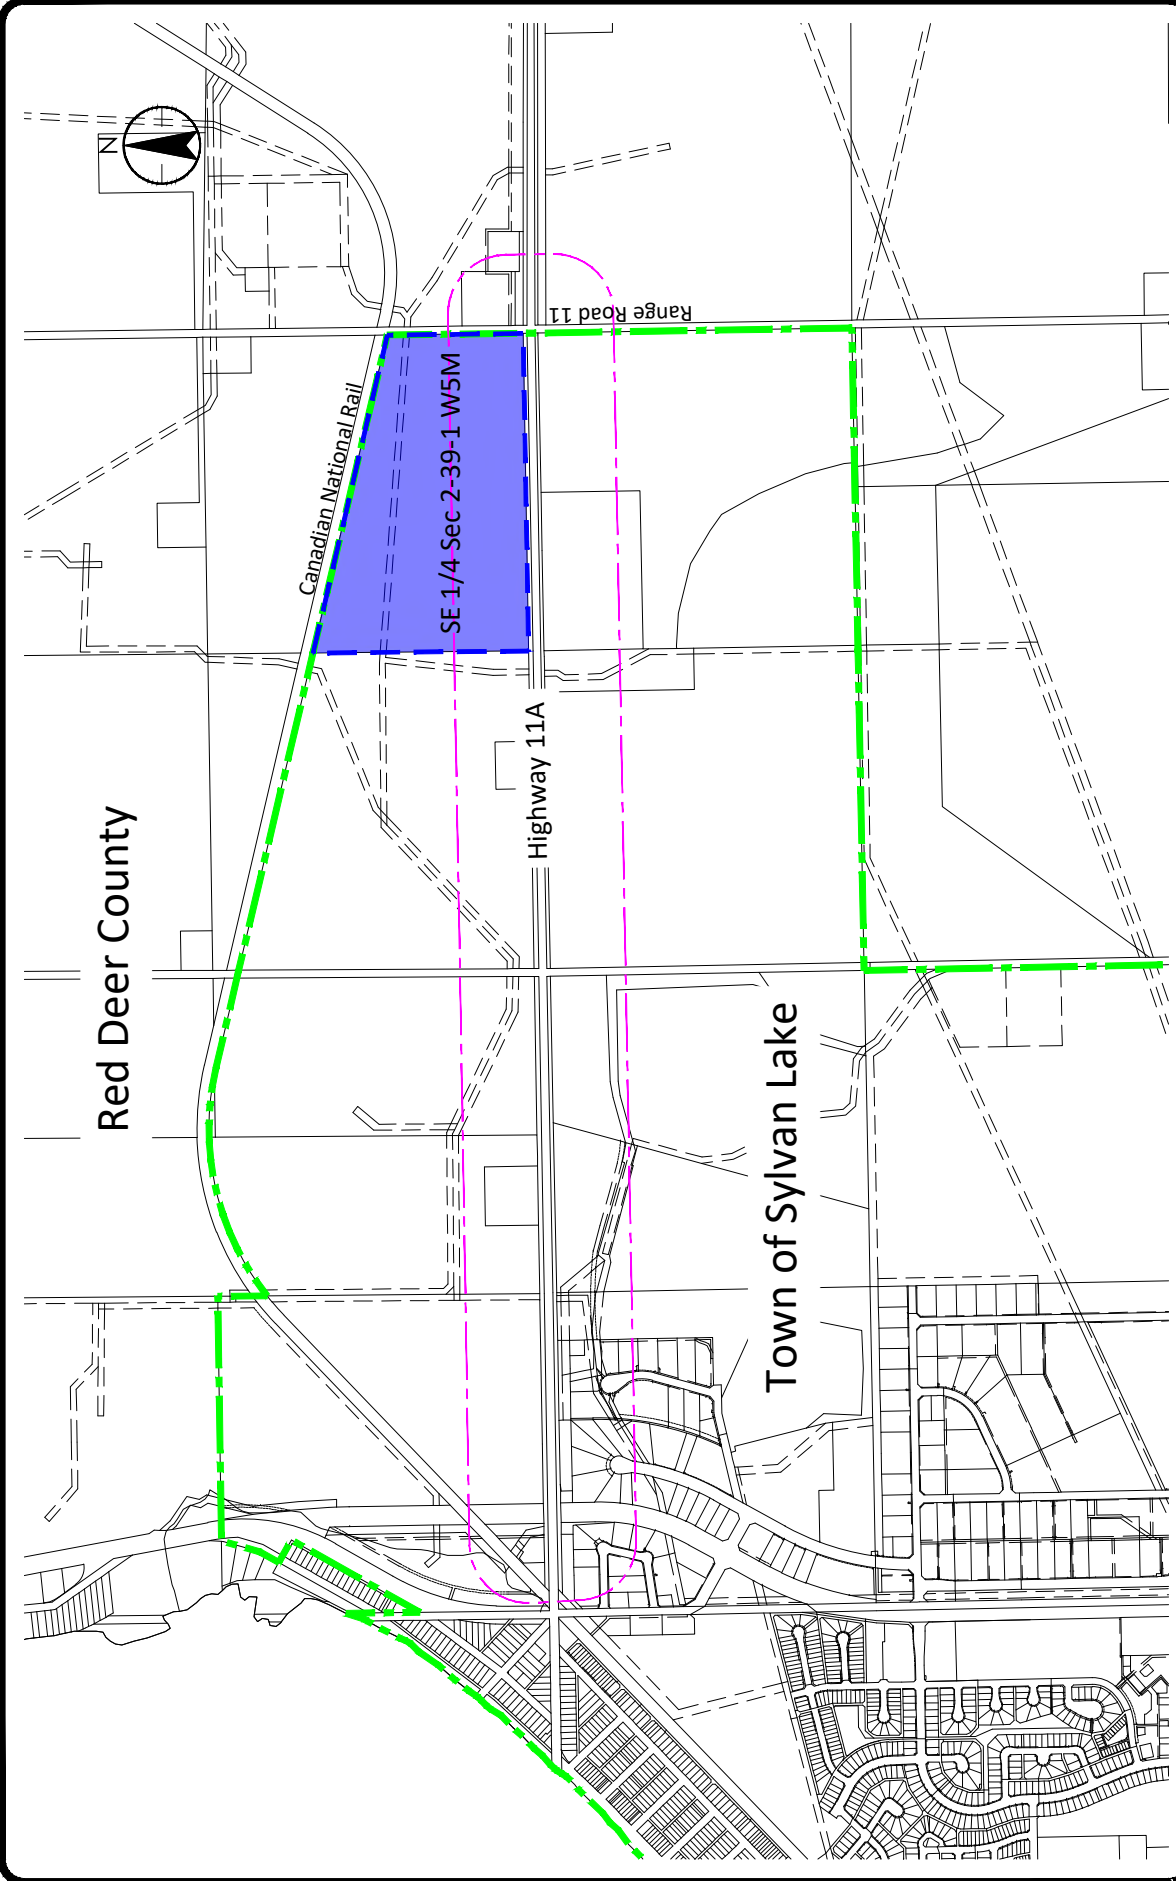 N
Red Deer County
Canadian National Rail
SE 1/4 Sec 2-39-1 W5M
Highway 11A
Range Road 11
Town of Sylvan Lake